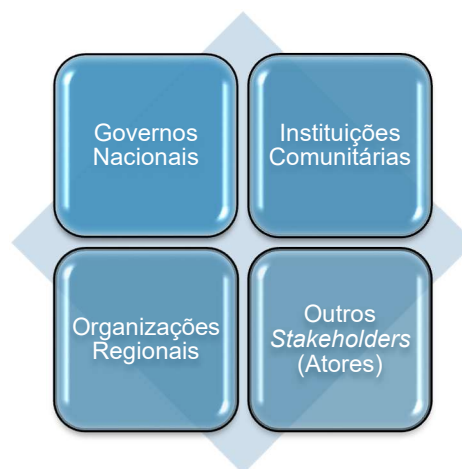 Governos
Nacionais
Instituições
Comunitárias
Organizações
Regionais
Outros
Stakeholders
(Atores)